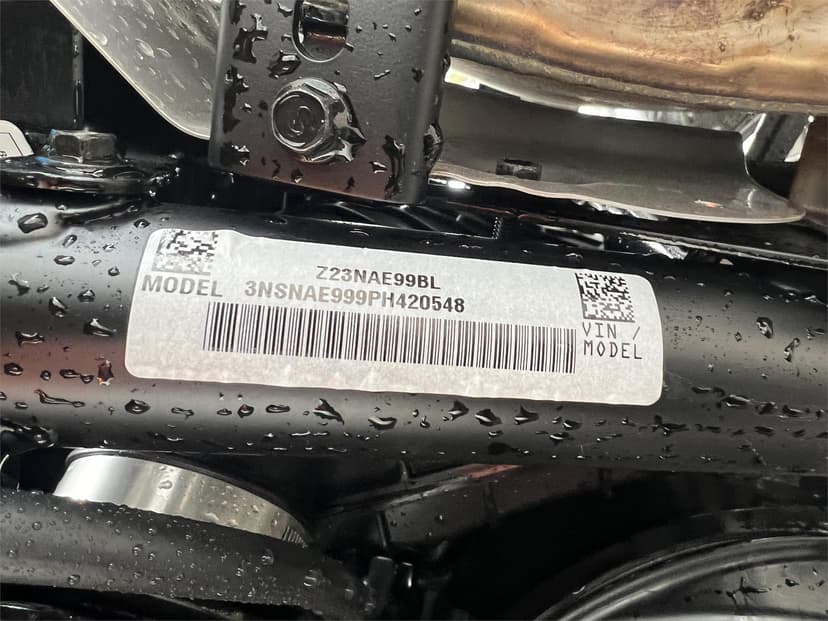 Z23NAE99BL
MODEL 3NSNAE999PH420548
VIN /
MODEL
S